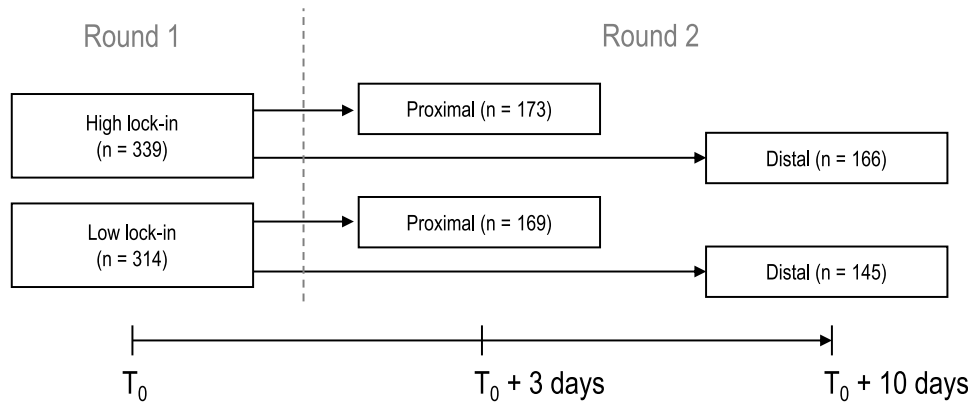 Round 1
Round 2
High lock-in
(n = 339)
Proximal (n = 173)
Distal (n = 166)
Low lock-in
(n = 314)
Proximal (n = 169)
Distal (n = 145)
T₀
T₀ + 3 days
T₀ + 10 days